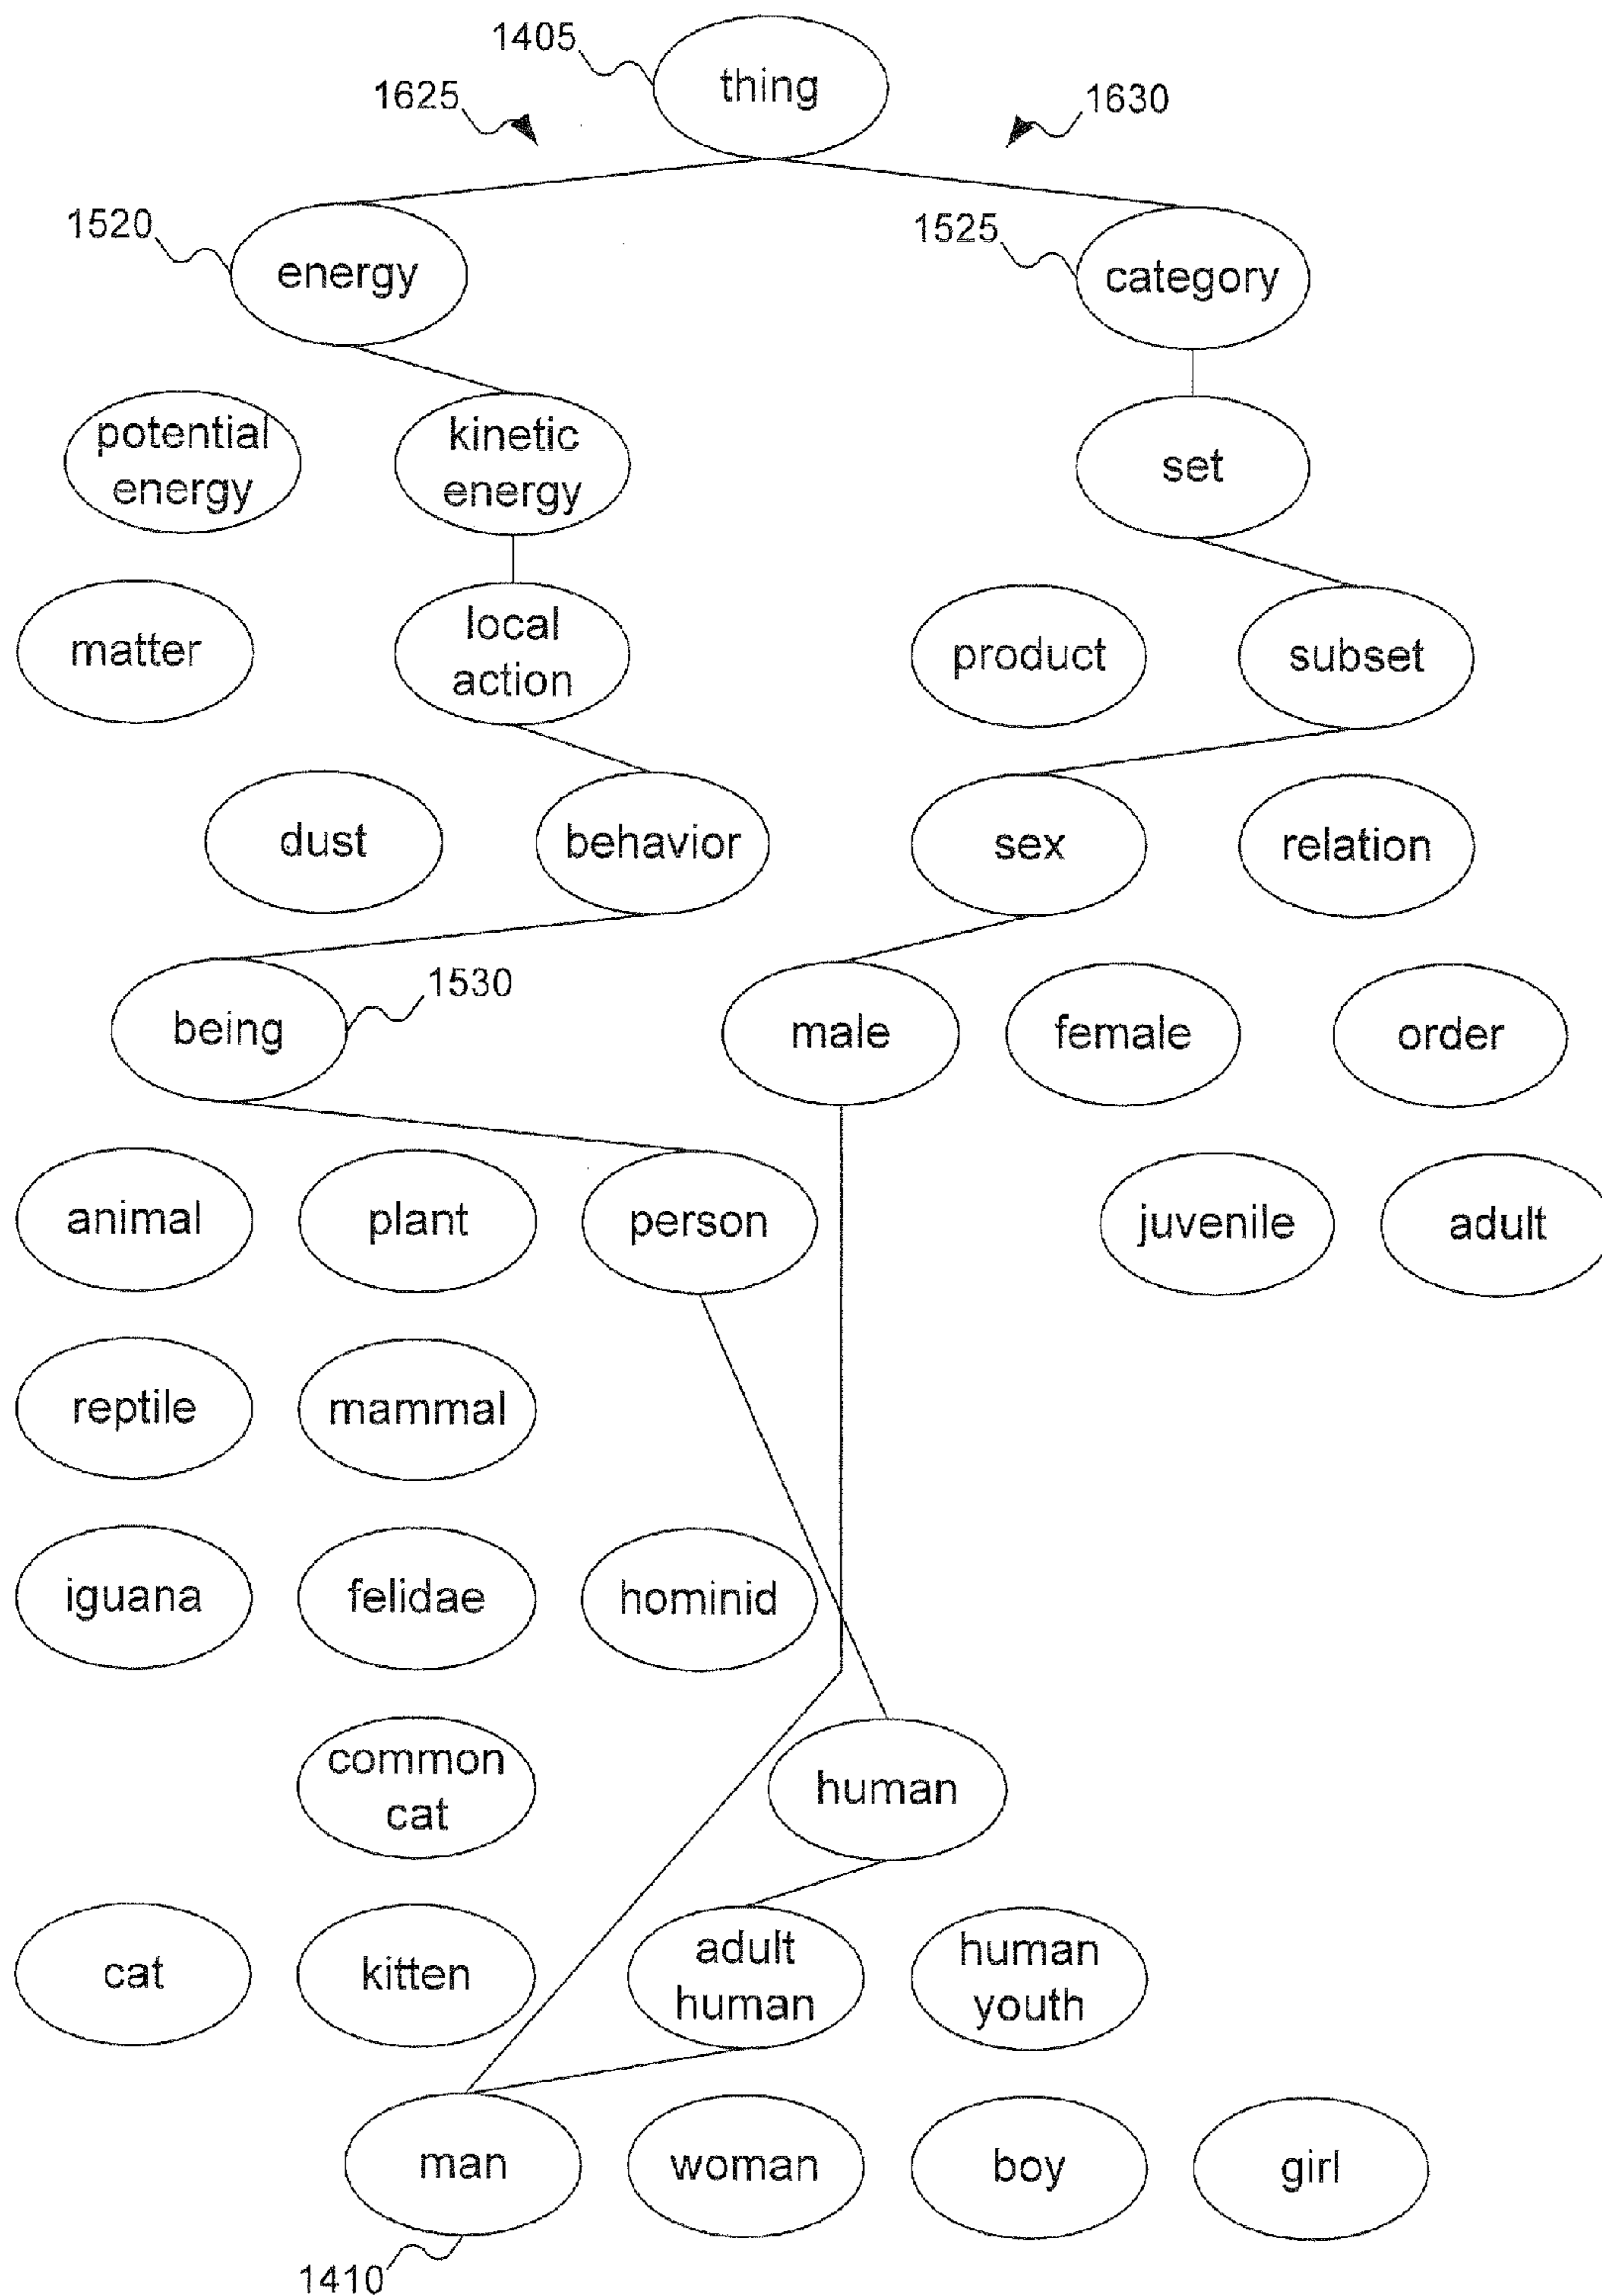 1405
thing
1625
1630
1520
energy
1525
category
potential
energy
kinetic
energy
set
matter
local
action
product
subset
dust
behavior
sex
relation
being
1530
male
female
order
animal
plant
person
juvenile
adult
reptile
mammal
iguana
felidae
hominid
common
cat
human
cat
kitten
adult
human
human
youth
man
woman
boy
girl
1410